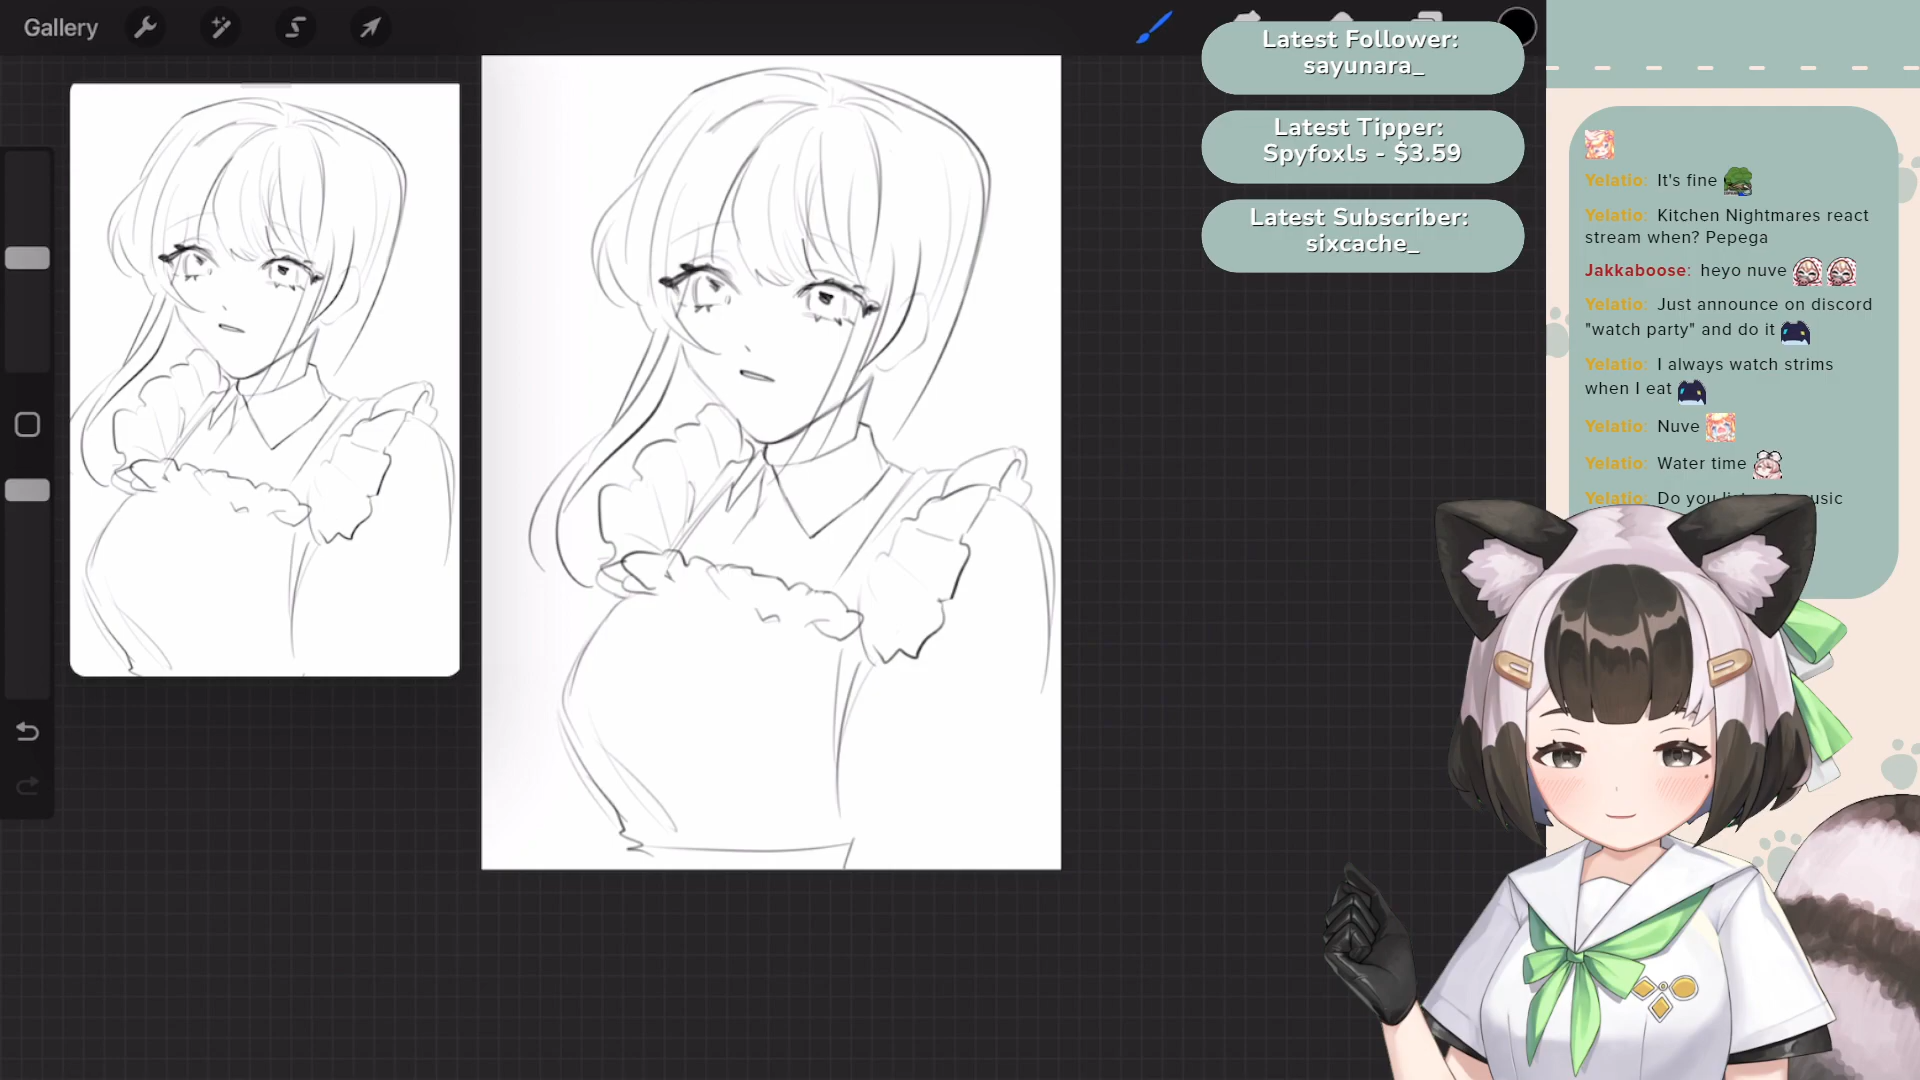 Gallery
Latest Follower:
sayunara_
Latest Tipper:
Spyfoxls - $3.59
Latest Subscriber:
sixcache_
Yelatio: It's fine
Yelatio: Kitchen Nightmares react
stream when? Pepega
Jakkaboose: heyo nuve
Yelatio: Just announce on discord
"watch party" and do it
Yelatio: I always watch strims
when I eat
Yelatio: Nuve
Yelatio: Water time
Yelatio: Do you